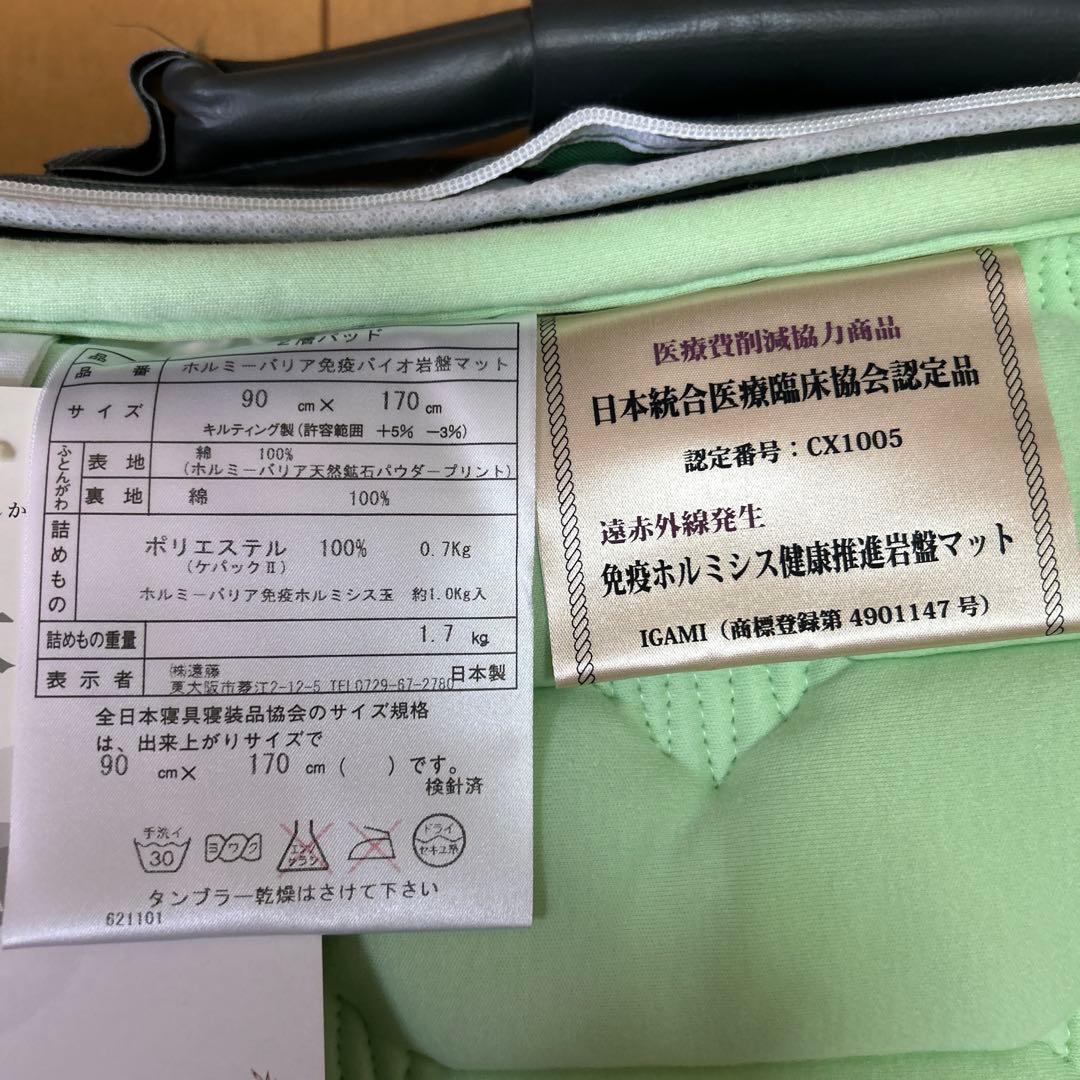 2層パッド
品名
品番 ホルミーバリア免疫バイオ岩盤マット
サイズ 90 cm× 170 cm
キルティング製(許容範囲 +5% −3%)
ふとんがわ
表地 綿 100%
(ホルミーバリア天然鉱石パウダープリント)
裏地 綿 100%
詰めもの
ポリエステル 100% 0.7Kg
(ケパックⅡ)
ホルミーバリア免疫ホルミシス玉 約1.0Kg入
詰めもの重量 1.7 kg
表示者 ㈱遠藤 日本製
東大阪市菱江2-12-5 TEL0729-67-2780
全日本寝具寝装品協会のサイズ規格
は、出来上がりサイズで
90 cm× 170 cm ( ) です。
検針済
手洗イ
30
ヨワク
エンソサラシ
ドライ
セキユ系
タンブラー乾燥はさけて下さい
621101
医療費削減協力商品
日本統合医療臨床協会認定品
認定番号:CX1005
遠赤外線発生
免疫ホルミシス健康推進岩盤マット
IGAMI(商標登録第 4901147 号)
か